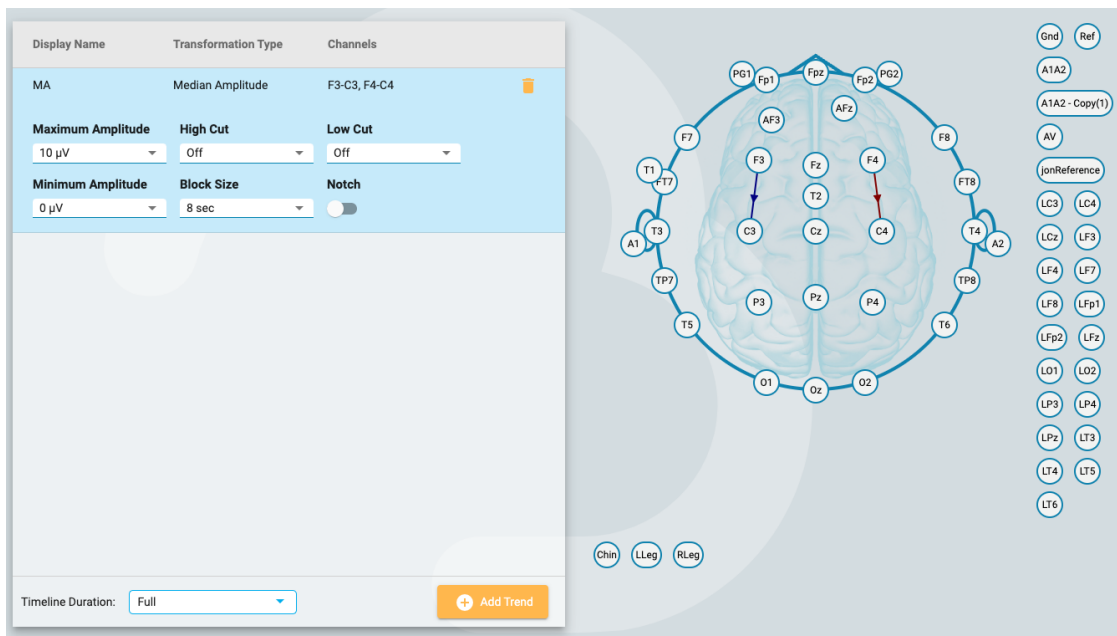 Display Name Transformation Type Channels
MA Median Amplitude F3-C3, F4-C4
Maximum Amplitude High Cut Low Cut
10 µV Off Off
Minimum Amplitude Block Size Notch
0 µV 8 sec
Timeline Duration: Full Add Trend
PG1 Fp1 Fpz Fp2 PG2
AF3 AFz
F7 F8
F3 Fz F4
T1 FT7 FT8
T2
A1 T3 C3 Cz C4 T4 A2
TP7 TP8
P3 Pz P4
T5 T6
O1 Oz O2
Chin LLeg RLeg
Gnd Ref
A1A2
A1A2 - Copy(1)
AV
jonReference
LC3 LC4
LCz LF3
LF4 LF7
LF8 LFp1
LFp2 LFz
LO1 LO2
LP3 LP4
LPz LT3
LT4 LT5
LT6